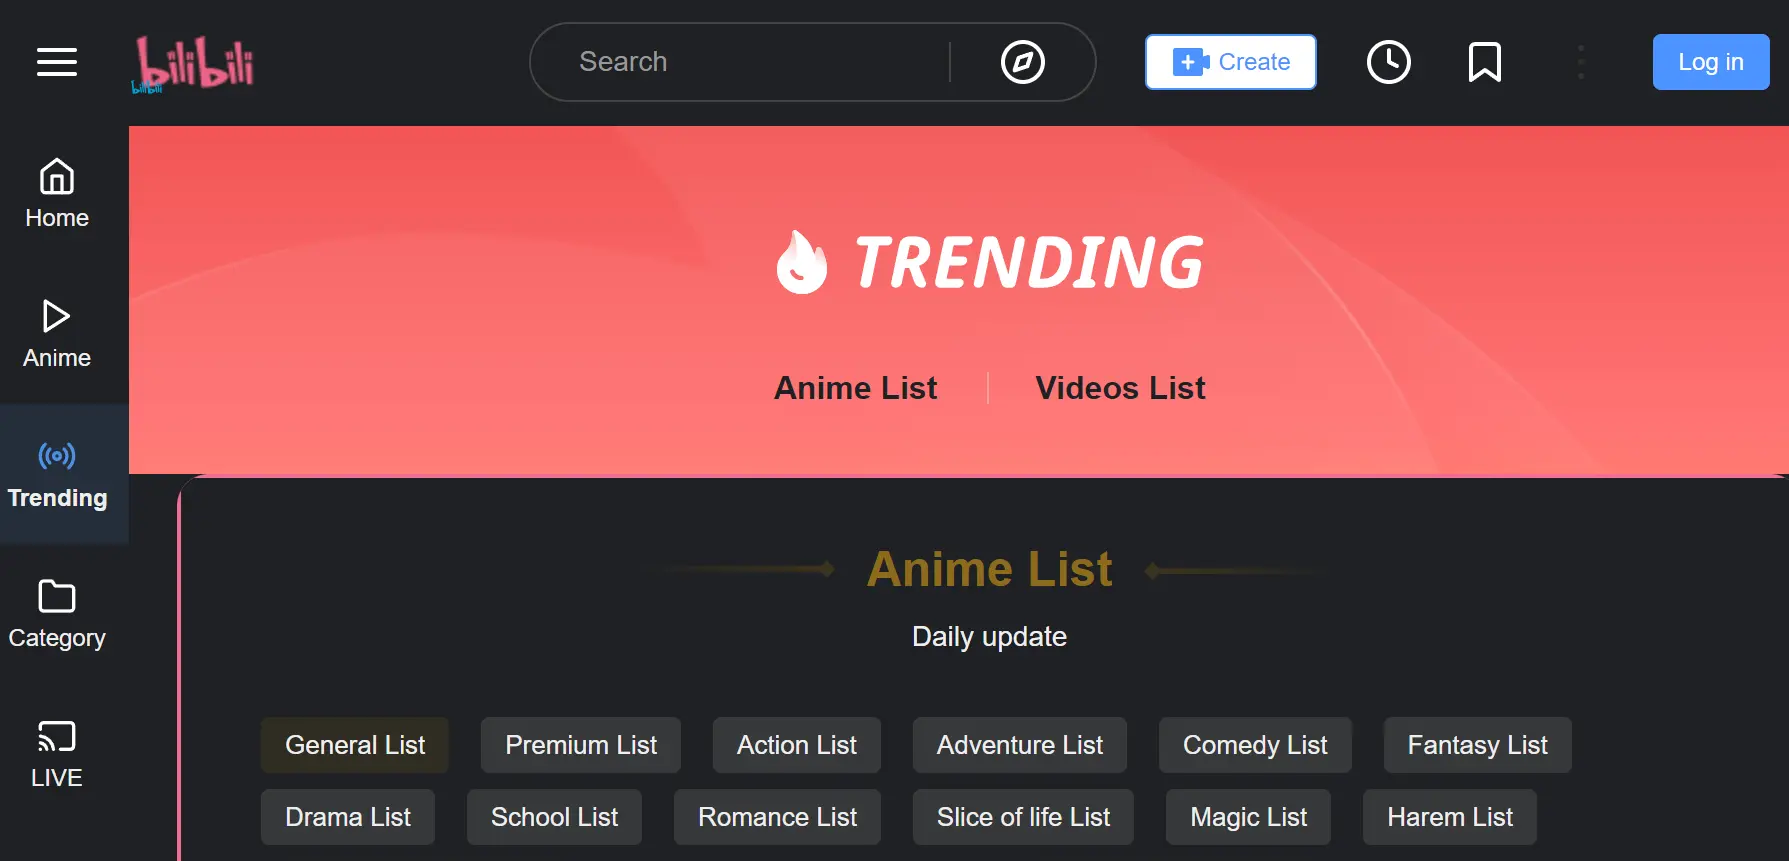 bilibili
bilibili
Search
Create
Log in
Home
Anime
Trending
Category
LIVE
TRENDING
Anime List
Videos List
Anime List
Daily update
General List
Premium List
Action List
Adventure List
Comedy List
Fantasy List
Drama List
School List
Romance List
Slice of life List
Magic List
Harem List